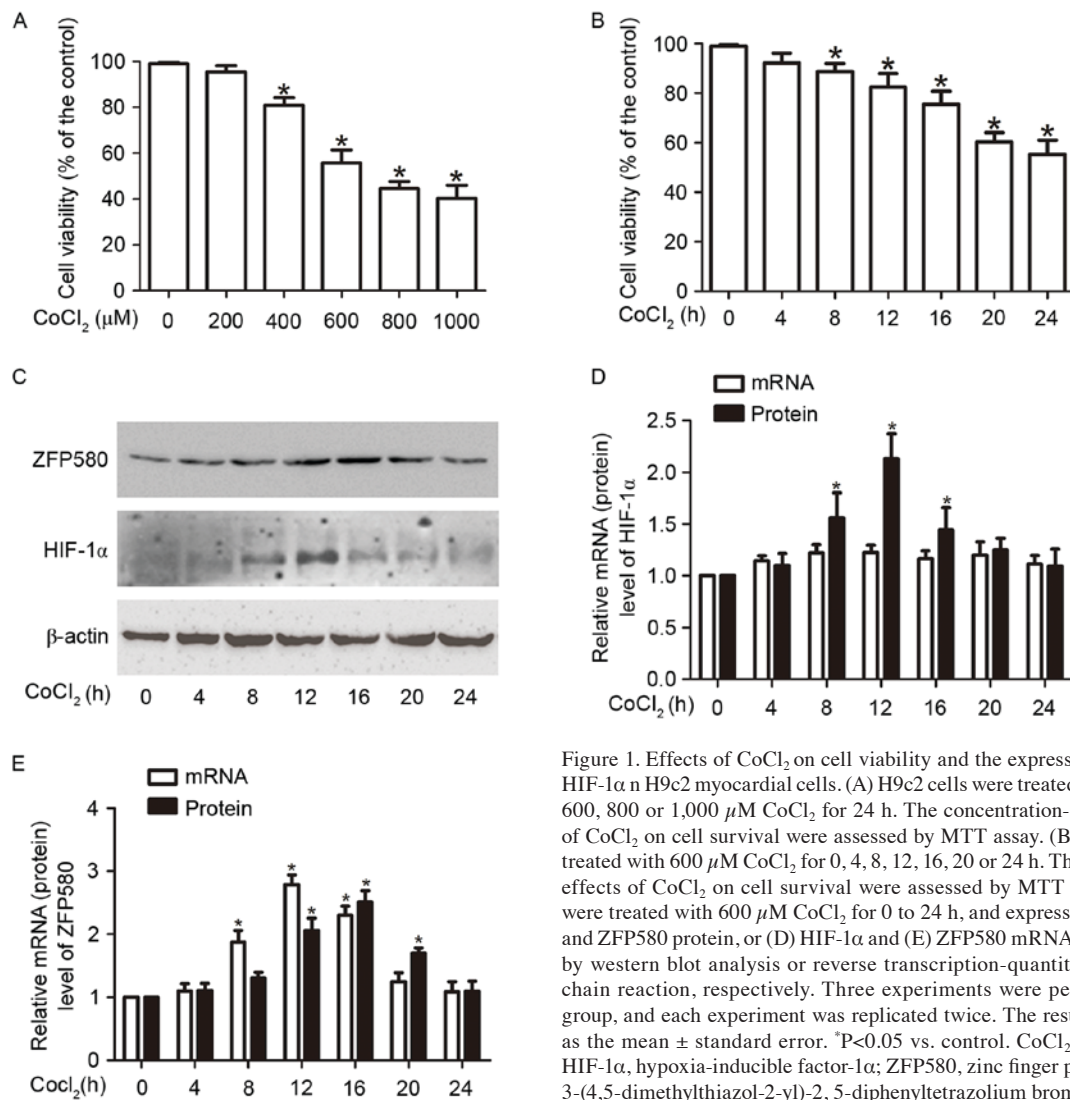 A
Cell viability (% of the control)
100
80
60
40
20
0
* * * *
CoCl2 (μM) 0 200 400 600 800 1000
B
Cell viability (% of the control)
100
80
60
40
20
0
* * * * *
CoCl2 (h) 0 4 8 12 16 20 24
C
ZFP580
HIF-1α
β-actin
CoCl2 (h) 0 4 8 12 16 20 24
D
mRNA
Protein
Relative mRNA (protein)
level of HIF-1α
2.5
2.0
1.5
1.0
0.5
0.0
* * *
CoCl2 (h) 0 4 8 12 16 20 24
E
mRNA
Protein
Relative mRNA (protein)
level of ZFP580
4
3
2
1
0
* * * * * *
Cocl2 (h) 0 4 8 12 16 20 24
Figure 1. Effects of CoCl2 on cell viability and the express
HIF-1α n H9c2 myocardial cells. (A) H9c2 cells were treated
600, 800 or 1,000 μM CoCl2 for 24 h. The concentration-
of CoCl2 on cell survival were assessed by MTT assay. (B
treated with 600 μM CoCl2 for 0, 4, 8, 12, 16, 20 or 24 h. Th
effects of CoCl2 on cell survival were assessed by MTT
were treated with 600 μM CoCl2 for 0 to 24 h, and express
and ZFP580 protein, or (D) HIF-1α and (E) ZFP580 mRNA
by western blot analysis or reverse transcription-quantit
chain reaction, respectively. Three experiments were pe
group, and each experiment was replicated twice. The resu
as the mean ± standard error. *P<0.05 vs. control. CoCl2
HIF-1α, hypoxia-inducible factor-1α; ZFP580, zinc finger p
3-(4,5-dimethylthiazol-2-yl)-2, 5-diphenyltetrazolium brom